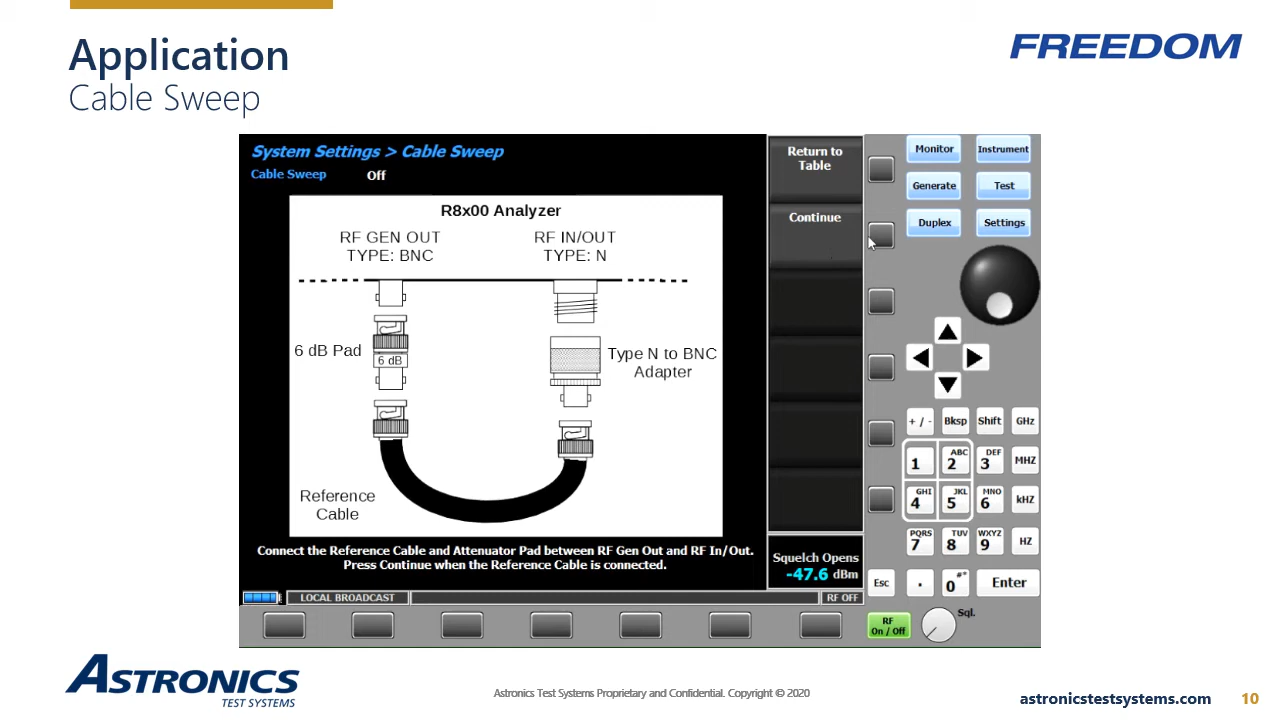 Application
Cable Sweep
FREEDOM
System Settings > Cable Sweep
Cable Sweep Off
R8x00 Analyzer
RF GEN OUT
TYPE: BNC
RF IN/OUT
TYPE: N
6 dB Pad
6 dB
Type N to BNC
Adapter
Reference
Cable
Connect the Reference Cable and Attenuator Pad between RF Gen Out and RF In/Out.
Press Continue when the Reference Cable is connected.
LOCAL BROADCAST
RF OFF
Return to
Table
Continue
Squelch Opens
-47.6 dBm
Monitor
Instrument
Generate
Test
Duplex
Settings
+ / -
Bksp
Shift
GHz
1
ABC
2
DEF
3
MHZ
GHI
4
JKL
5
MNO
6
kHZ
PQRS
7
TUV
8
WXYZ
9
HZ
Esc
.
0
#*
Enter
RF
On / Off
Sql.
ASTRONICS
TEST SYSTEMS
Astronics Test Systems Proprietary and Confidential. Copyright © 2020
astronicstestsystems.com
10